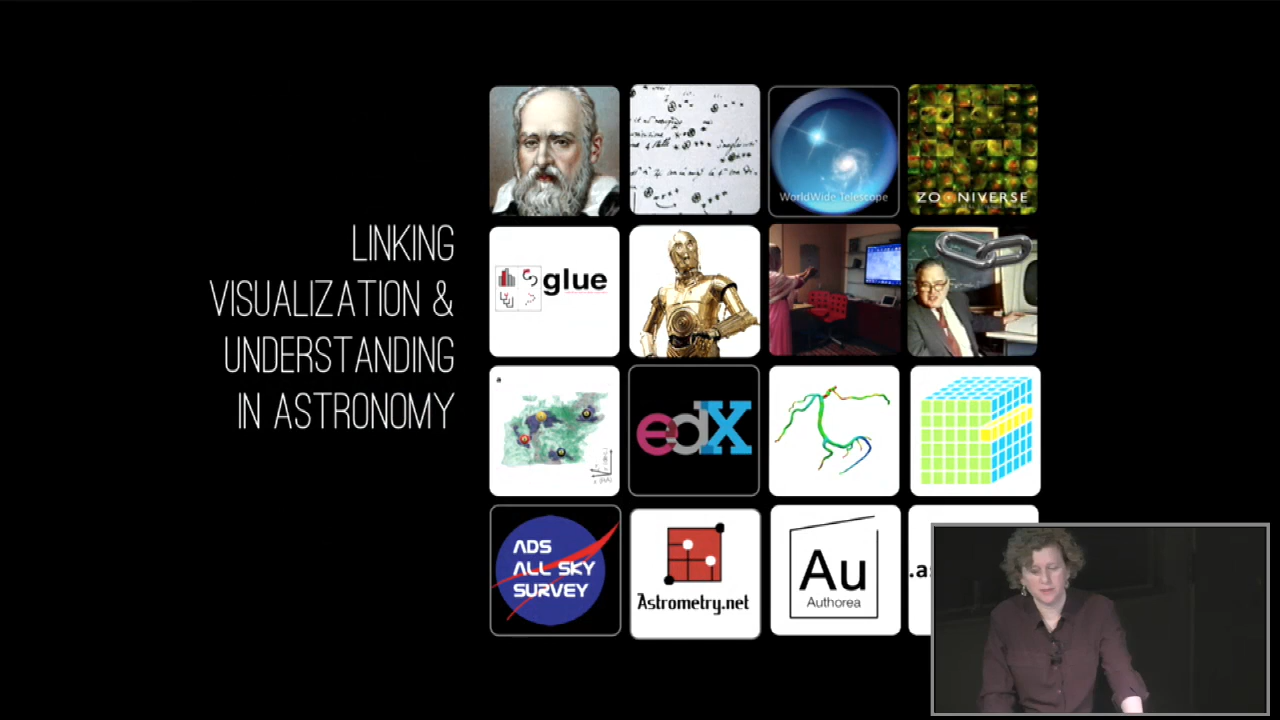 LINKING
VISUALIZATION &
UNDERSTANDING
IN ASTRONOMY
WorldWide Telescope
ZOONIVERSE
glue
a
edX
ADS
ALL SKY
SURVEY
Astrometry.net
Au
Authorea